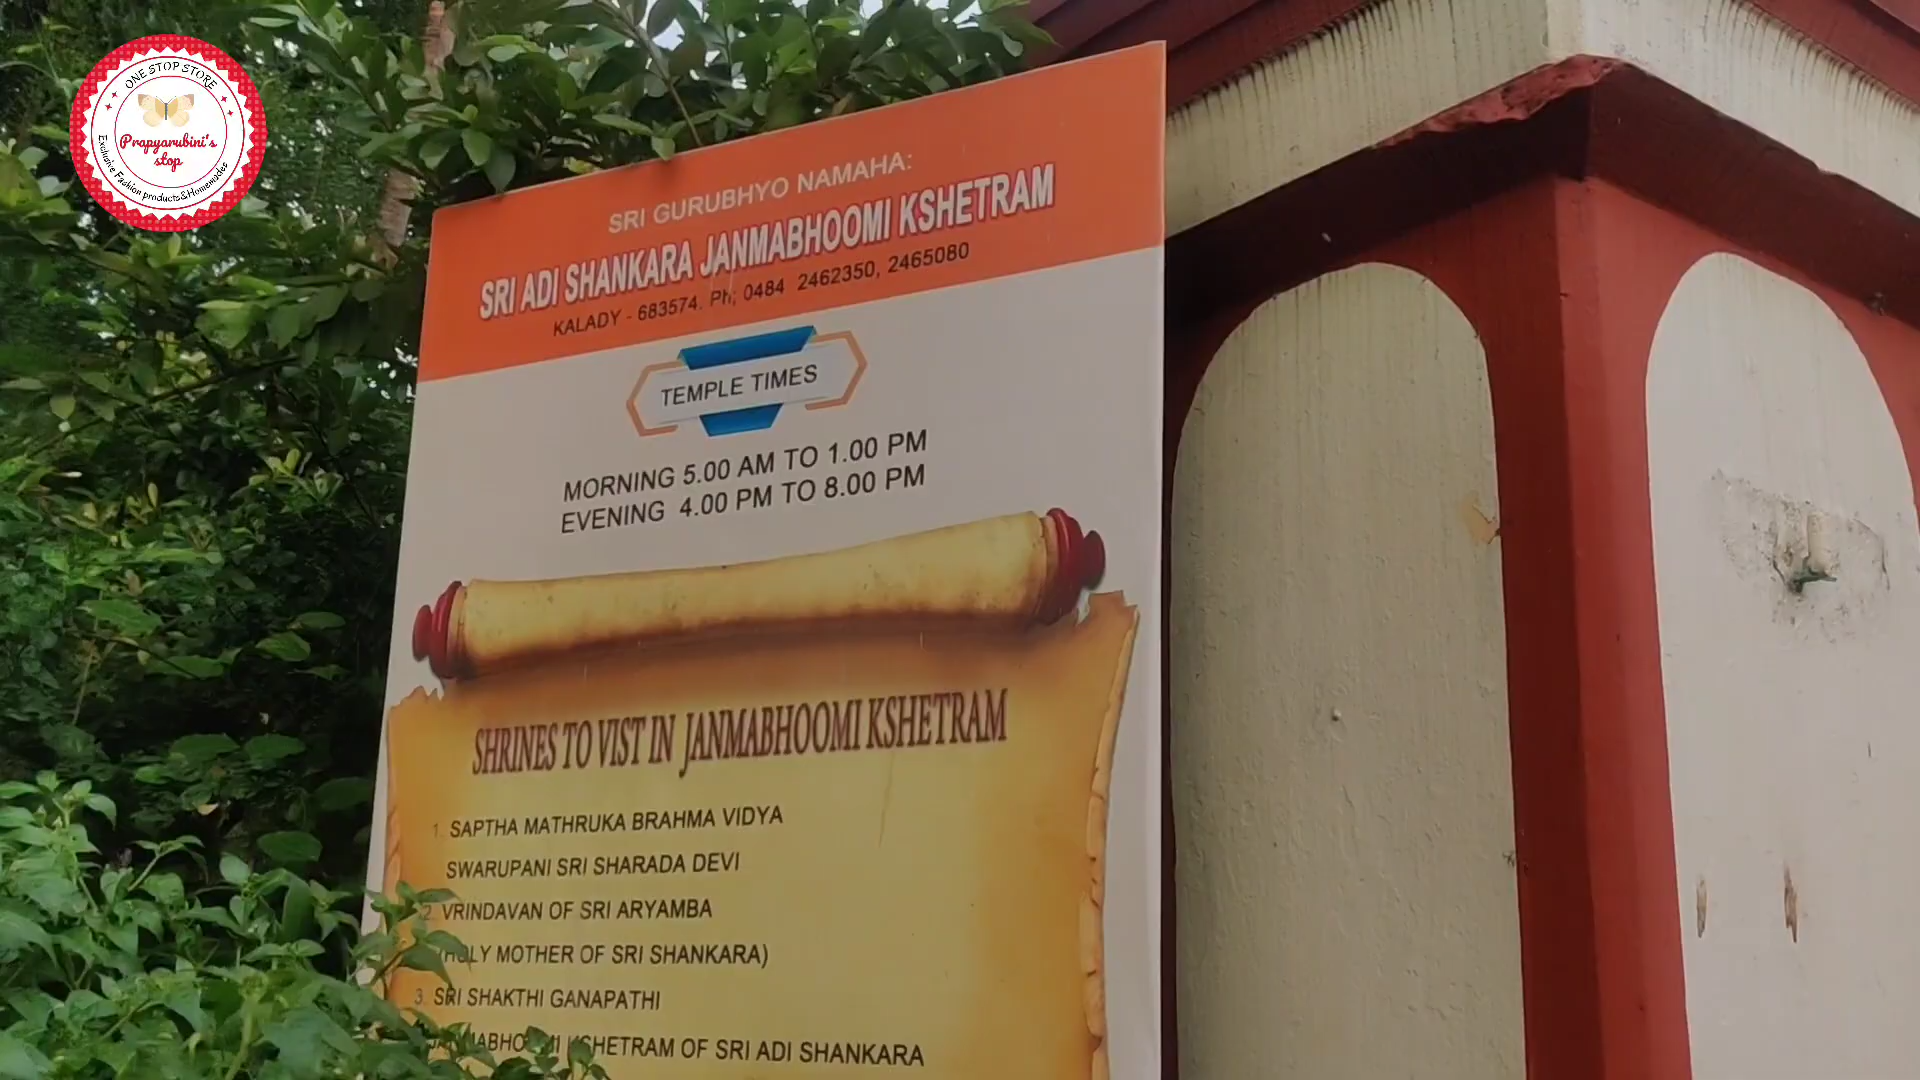 ONE STOP STORE
Prapyarubini's
stop
Exclusive Fashion products&Homemades
SRI GURUBHYO NAMAHA:
SRI ADI SHANKARA JANMABHOOMI KSHETRAM
KALADY - 683574. Ph; 0484 2462350, 2465080
TEMPLE TIMES
MORNING 5.00 AM TO 1.00 PM
EVENING 4.00 PM TO 8.00 PM
SHRINES TO VIST IN JANMABHOOMI KSHETRAM
1. SAPTHA MATHRUKA BRAHMA VIDYA
SWARUPANI SRI SHARADA DEVI
2. VRINDAVAN OF SRI ARYAMBA
(HOLY MOTHER OF SRI SHANKARA)
3. SRI SHAKTHI GANAPATHI
JANMABHOOMI KSHETRAM OF SRI ADI SHANKARA